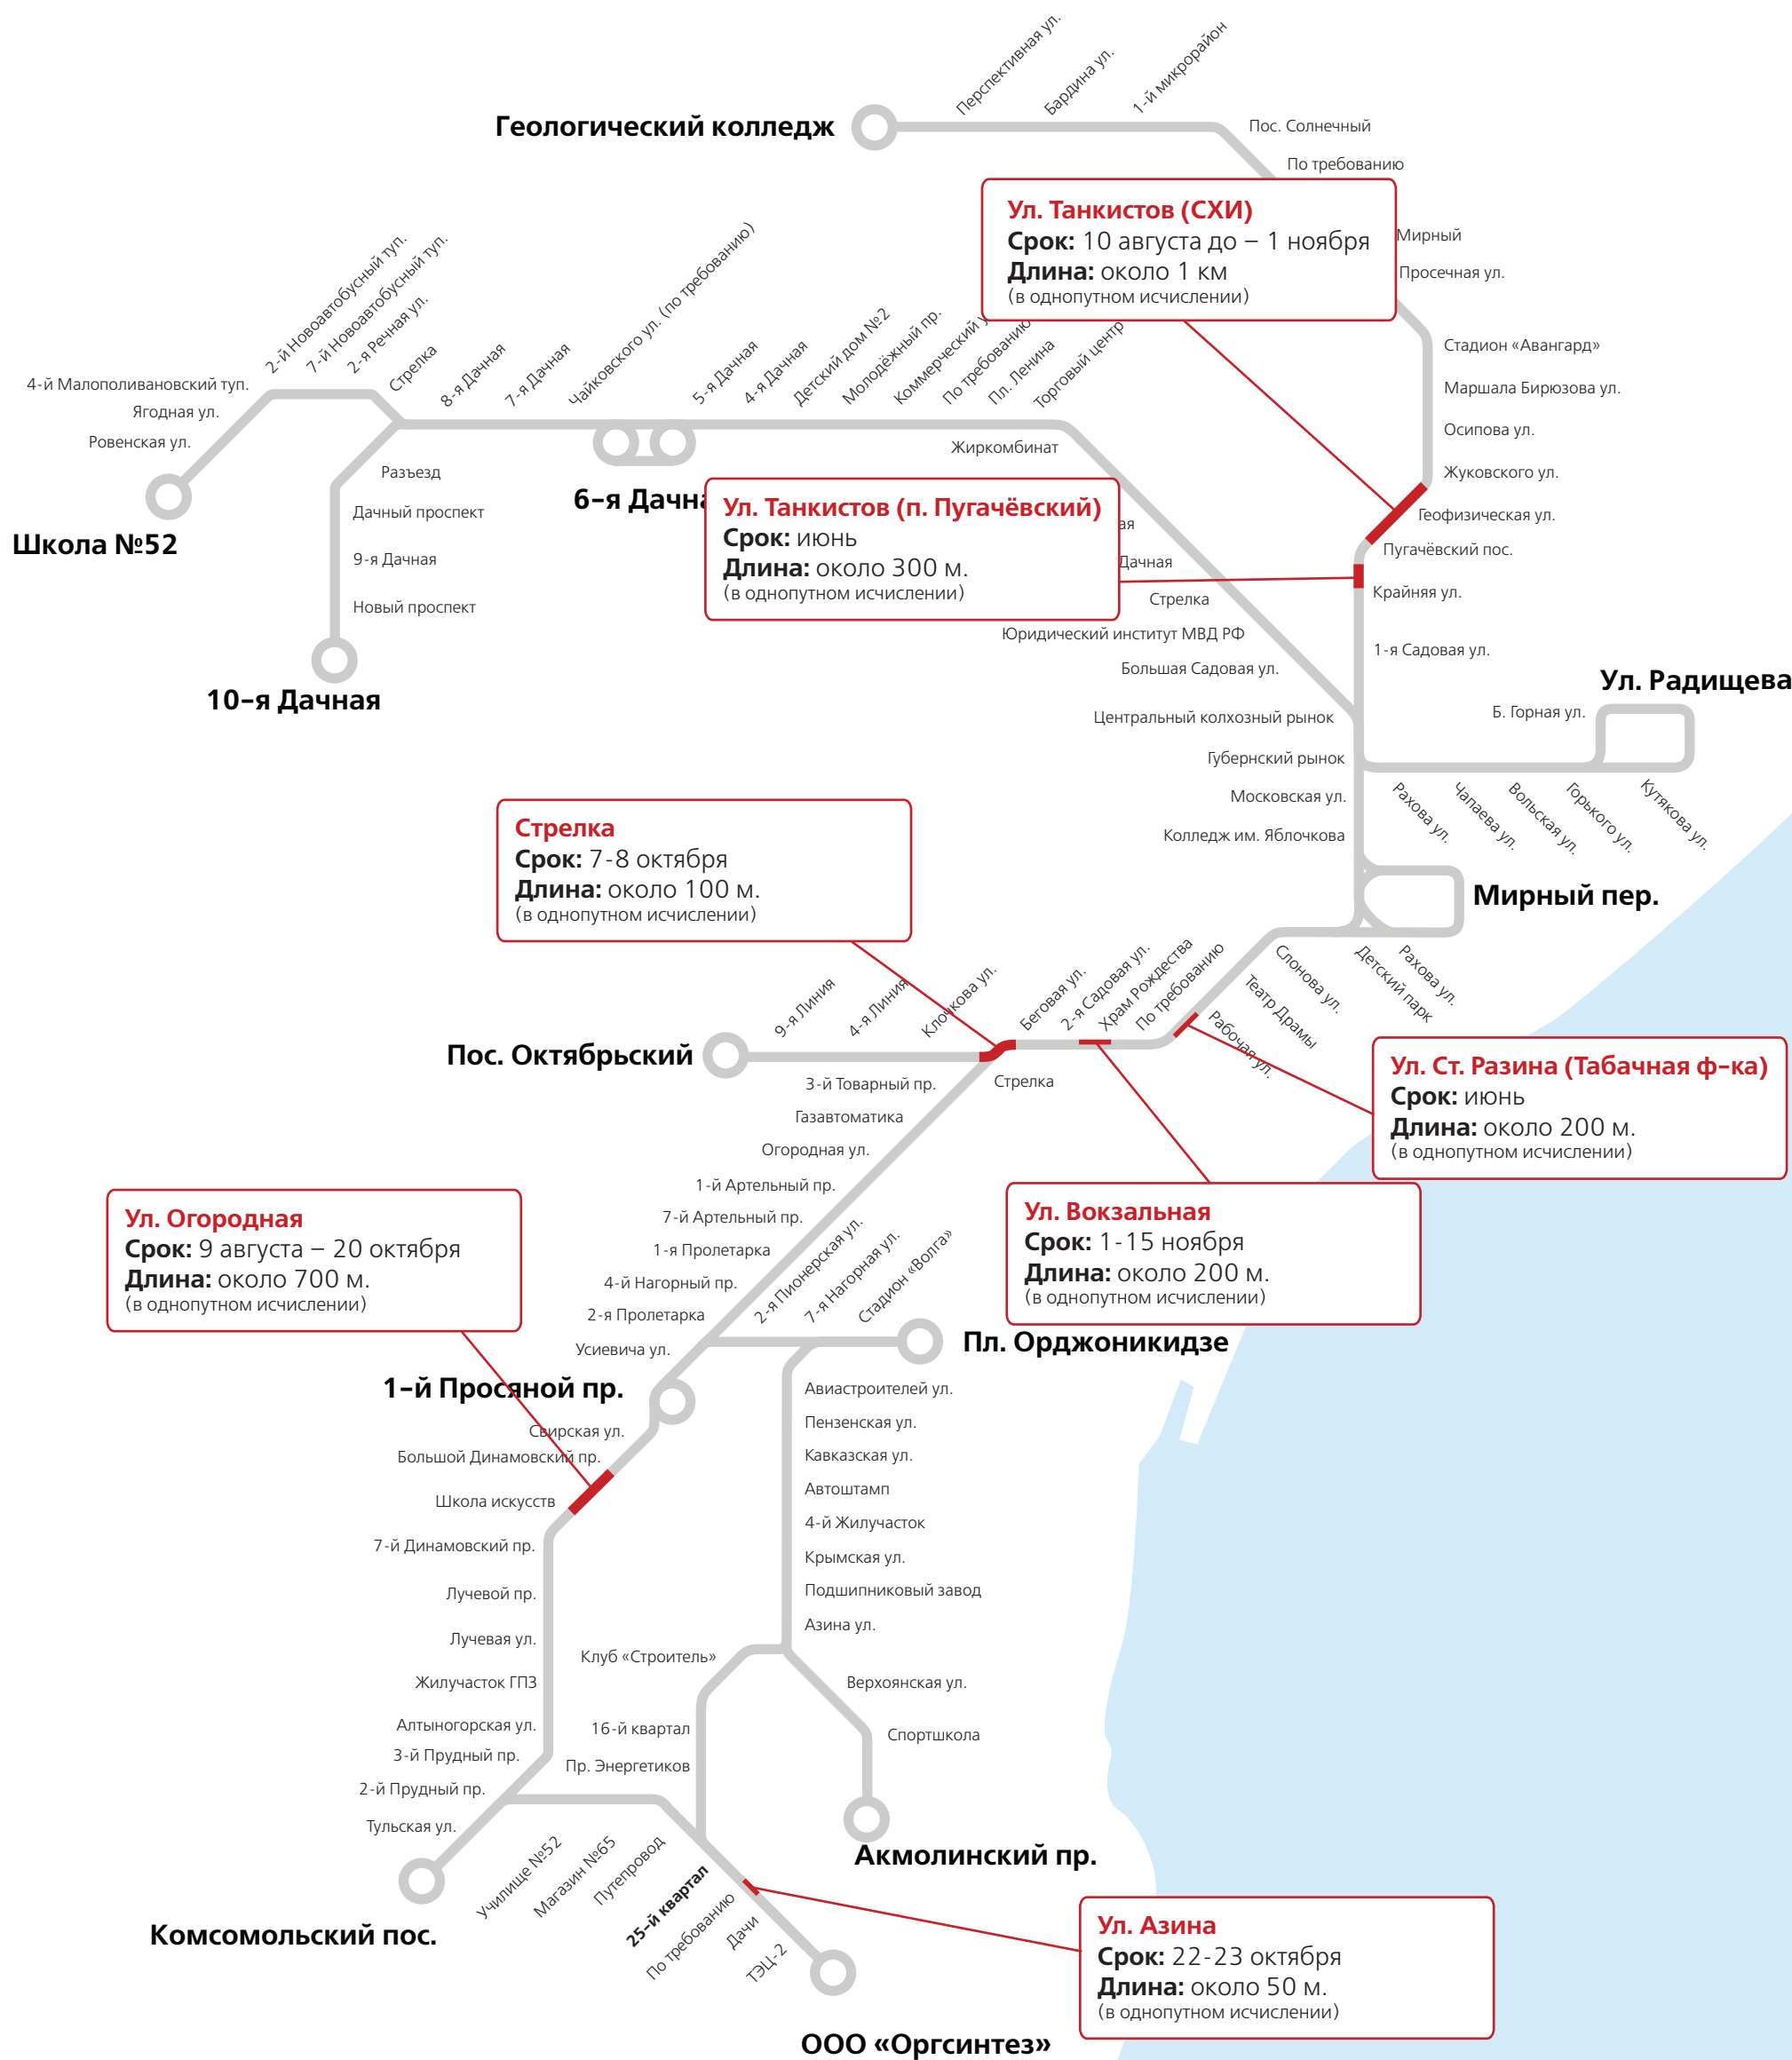 Перспективная ул.
Бардина ул.
1-й микрорайон
Геологический колледж
Пос. Солнечный
По требованию
Ул. Танкистов (СХИ)
Срок: 10 августа до – 1 ноября
Длина: около 1 км
(в однопутном исчислении)
Мирный
Просечная ул.
Стадион «Авангард»
Маршала Бирюзова ул.
Осипова ул.
Жуковского ул.
Геофизическая ул.
Пугачёвский пос.
Крайняя ул.
1-я Садовая ул.
4-й Малополивановский туп.
Ягодная ул.
Ровенская ул.
Школа №52
2-й Новоавтобусный туп.
7-й Новоавтобусный туп.
2-я Речная ул.
Стрелка
8-я Дачная
7-я Дачная
Чайковского ул. (по требованию)
5-я Дачная
4-я Дачная
Детский дом №2
Молодёжный пр.
Коммерческий
По требованию
Пл. Ленина
Торговый центр
Жиркомбинат
Разъезд
Дачный проспект
9-я Дачная
Новый проспект
10-я Дачная
6-я Дачна
Ул. Танкистов (п. Пугачёвский)
Срок: июнь
Длина: около 300 м.
(в однопутном исчислении)
ая
Дачная
Стрелка
Юридический институт МВД РФ
Большая Садовая ул.
Центральный колхозный рынок
Губернский рынок
Московская ул.
Колледж им. Яблочкова
Ул. Радищева
Б. Горная ул.
Рахова ул.
Чапаева ул.
Вольская ул.
Горького ул.
Кутякова ул.
Мирный пер.
Рахова ул.
Детский парк
Слонова ул.
Театр Драмы
Рабочая ул.
Стрелка
Срок: 7-8 октября
Длина: около 100 м.
(в однопутном исчислении)
9-я Линия
4-я Линия
Клочкова ул.
Беговая ул.
2-я Садовая ул.
Храм Рождества
По требованию
Пос. Октябрьский
Стрелка
Ул. Ст. Разина (Табачная ф-ка)
Срок: июнь
Длина: около 200 м.
(в однопутном исчислении)
3-й Товарный пр.
Газавтоматика
Огородная ул.
1-й Артельный пр.
7-й Артельный пр.
1-я Пролетарка
4-й Нагорный пр.
2-я Пролетарка
Усиевича ул.
Ул. Огородная
Срок: 9 августа – 20 октября
Длина: около 700 м.
(в однопутном исчислении)
Ул. Вокзальная
Срок: 1-15 ноября
Длина: около 200 м.
(в однопутном исчислении)
2-я Пионерская ул.
7-я Нагорная ул.
Стадион «Волга»
Пл. Орджоникидзе
1-й Просяной пр.
Свирская ул.
Большой Динамовский пр.
Школа искусств
7-й Динамовский пр.
Лучевой пр.
Лучевая ул.
Жилучасток ГПЗ
Алтыногорская ул.
3-й Прудный пр.
2-й Прудный пр.
Тульская ул.
Комсомольский пос.
Авиастроителей ул.
Пензенская ул.
Кавказская ул.
Автоштамп
4-й Жилучасток
Крымская ул.
Подшипниковый завод
Азина ул.
Клуб «Строитель»
16-й квартал
Пр. Энергетиков
Верхоянская ул.
Спортшкола
Акмолинский пр.
Училище №52
Магазин №65
Путепровод
25-й квартал
По требованию
Дачи
ТЭЦ-2
Ул. Азина
Срок: 22-23 октября
Длина: около 50 м.
(в однопутном исчислении)
ООО «Оргсинтез»